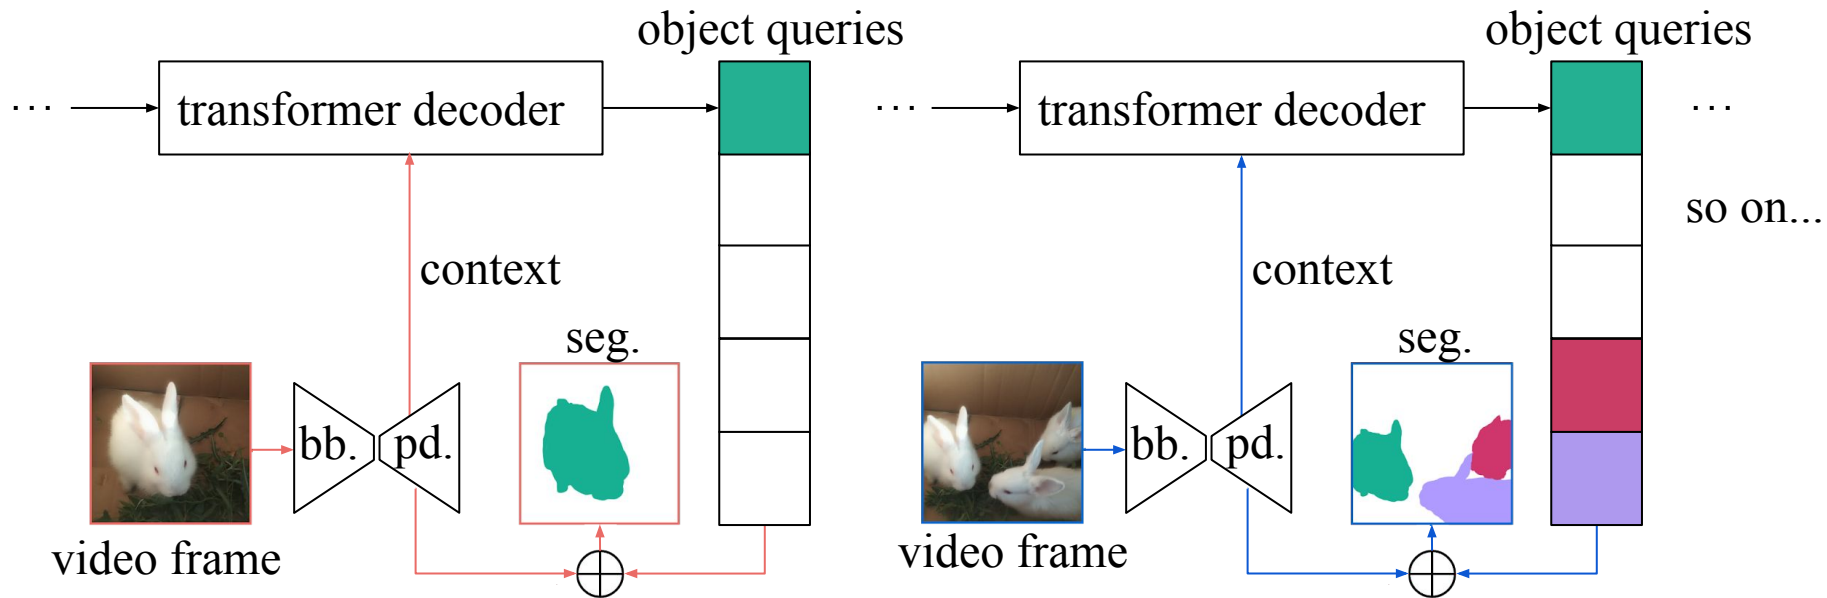 object queries
object queries
... transformer decoder
... transformer decoder
...
so on...
context
context
seg.
seg.
bb. pd.
bb. pd.
video frame
video frame